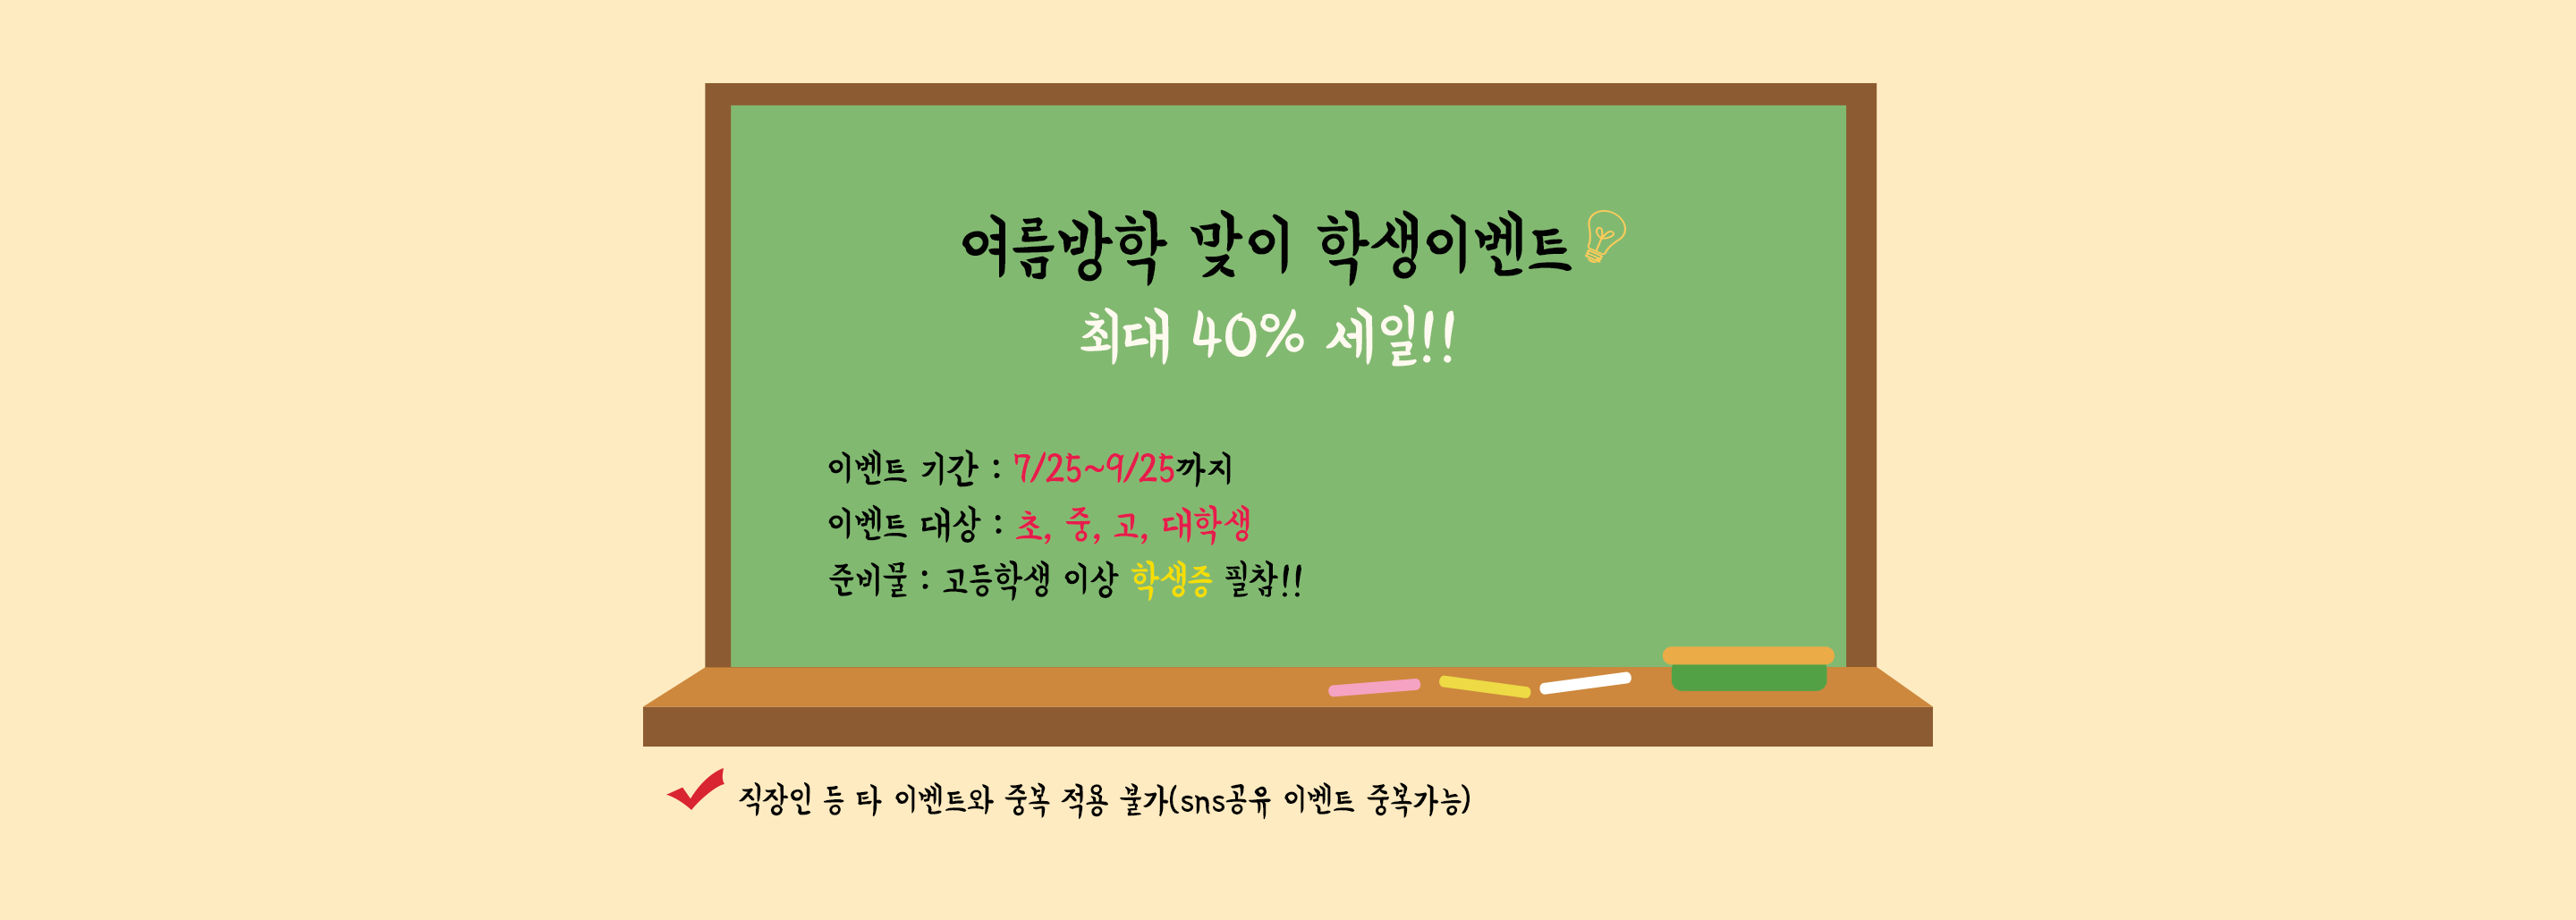 여름방학 맞이 학생이벤트
최대 40% 세일!!
이벤트 기간 : 7/25~9/25까지
이벤트 대상 : 초, 중, 고, 대학생
준비물 : 고등학생 이상 학생증 필참!!
직장인 등 타 이벤트와 중복 적용 불가(sns공유 이벤트 중복가능)